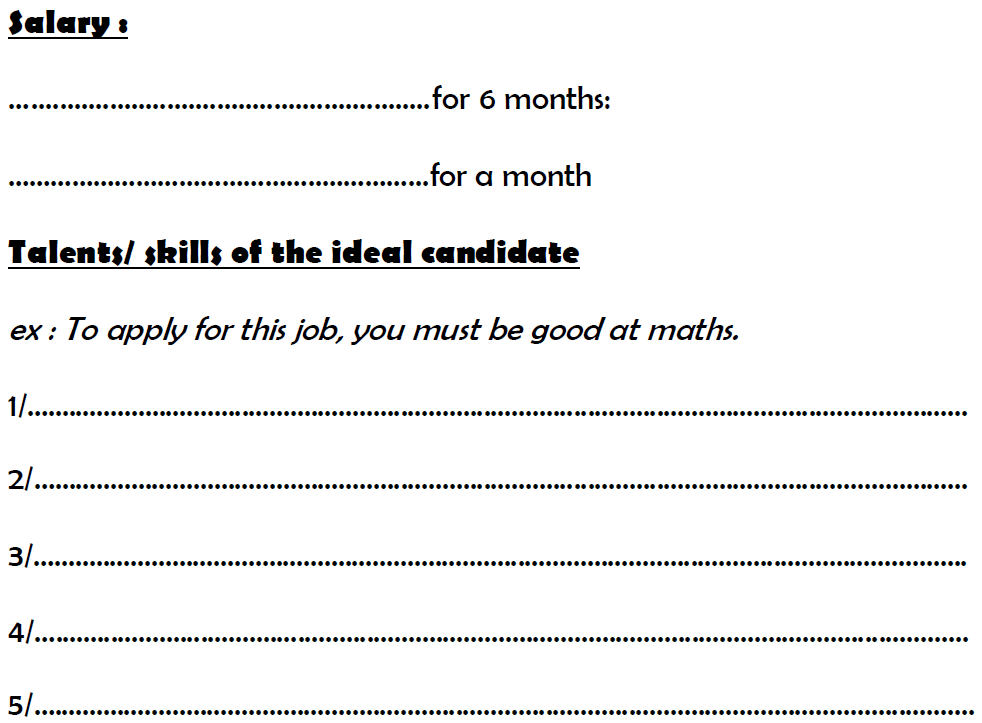 Salary :
………………………………………………………for 6 months:
………………………………………………………for a month
Talents/ skills of the ideal candidate
ex : To apply for this job, you must be good at maths.
1/………………………………………………………………………………………………………………
2/………………………………………………………………………………………………………………
3/………………………………………………………………………………………………………………
4/………………………………………………………………………………………………………………
5/………………………………………………………………………………………………………………